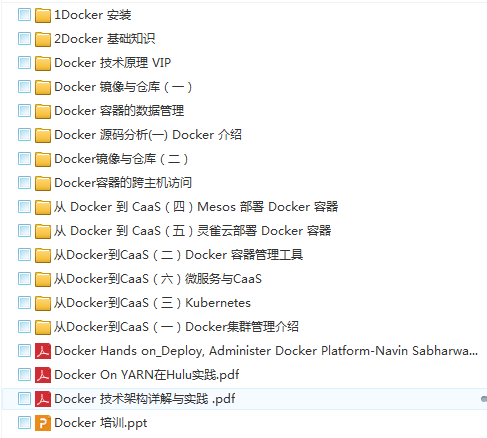 1Docker 安装
2Docker 基础知识
Docker 技术原理 VIP
Docker 镜像与仓库（一）
Docker 容器的数据管理
Docker 源码分析(一) Docker 介绍
Docker镜像与仓库（二）
Docker容器的跨主机访问
从 Docker 到 CaaS（四）Mesos 部署 Docker 容器
从 Docker 到 CaaS（五）灵雀云部署 Docker 容器
从Docker到CaaS（二）Docker 容器管理工具
从Docker到CaaS（六）微服务与CaaS
从Docker到CaaS（三）Kubernetes
从Docker到CaaS（一）Docker集群管理介绍
Docker Hands on_Deploy, Administer Docker Platform-Navin Sabharwa...
Docker On YARN在Hulu实践.pdf
Docker 技术架构详解与实践 .pdf
Docker 培训.ppt